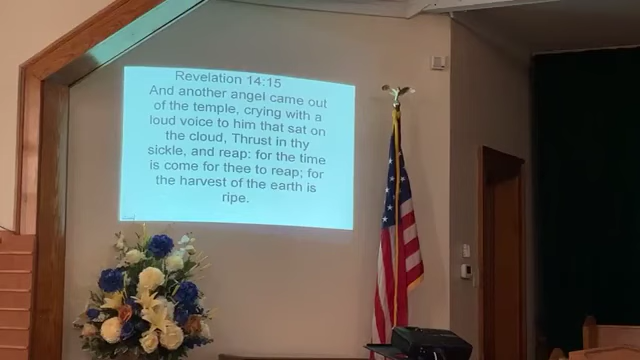 Revelation 14:15
And another angel came out
of the temple, crying with a
loud voice to him that sat on
the cloud, Thrust in thy
sickle, and reap: for the time
is come for thee to reap; for
the harvest of the earth is
ripe.